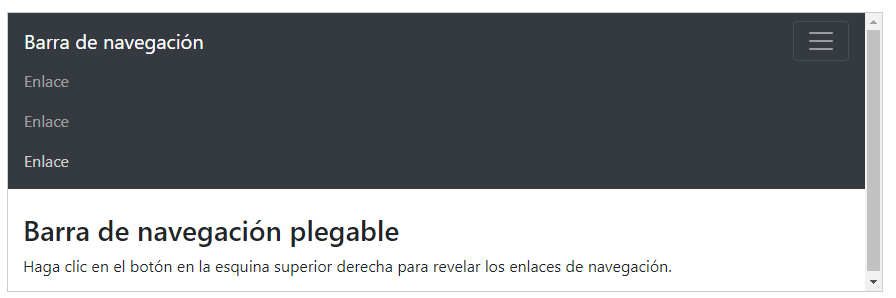 Barra de navegación
Enlace
Enlace
Enlace
Barra de navegación plegable
Haga clic en el botón en la esquina superior derecha para revelar los enlaces de navegación.